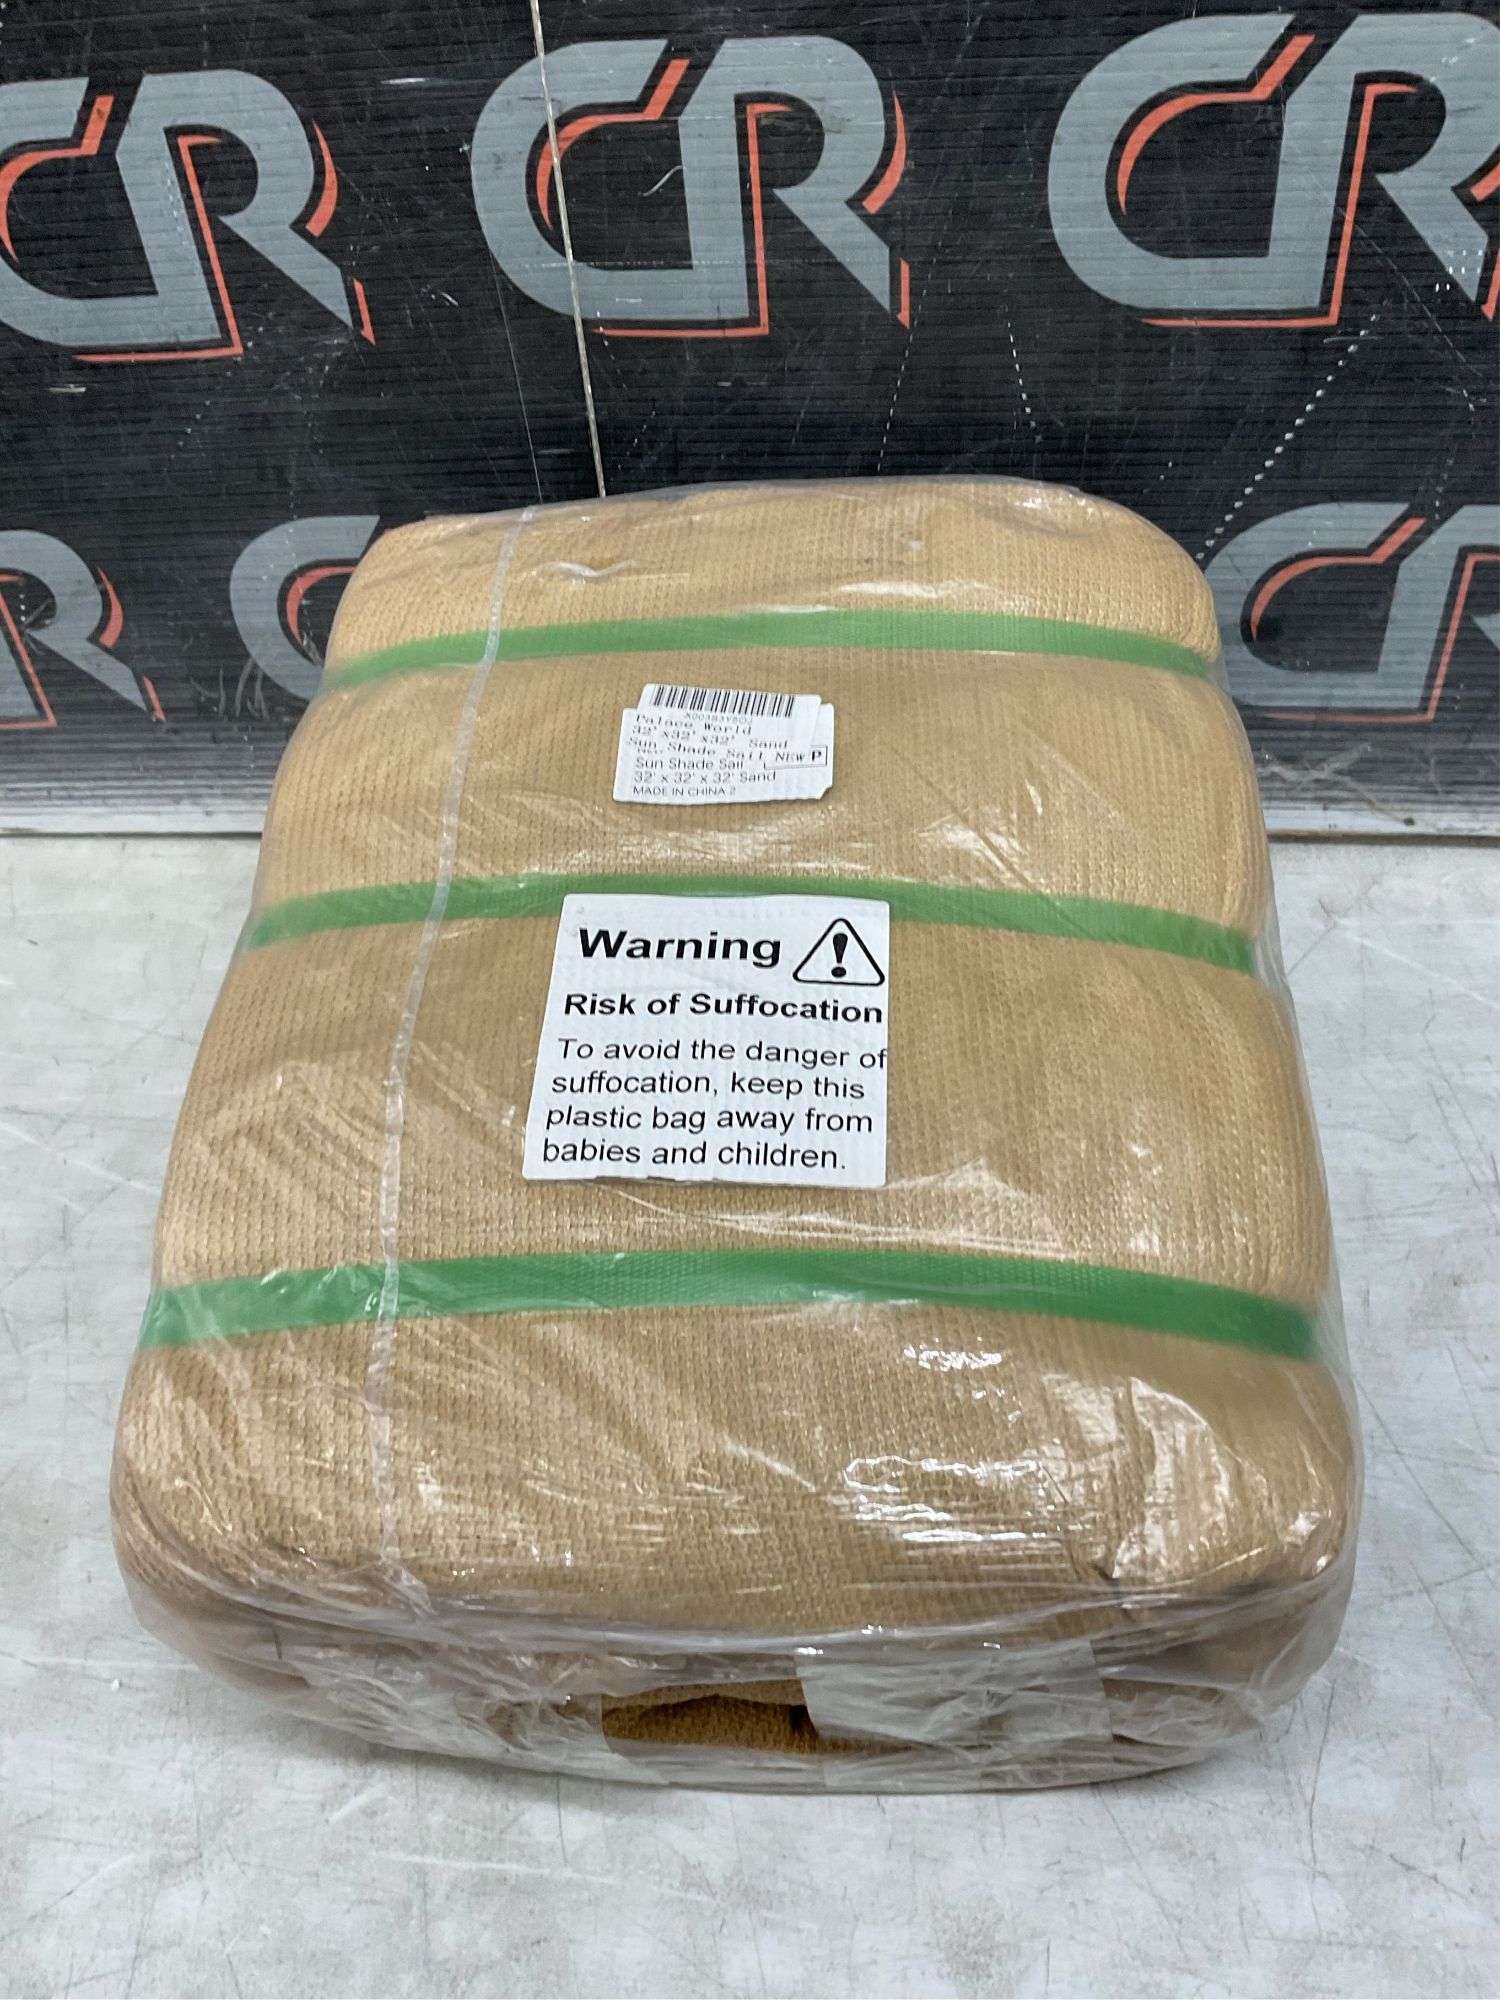 CR
CR
CR
CR
CR
X003S3Y5OJ
Palace World
32' x32' x32' Sand
Sun Shade Sail
New
NEW P
Sun Shade Sail
32' x 32' x 32' Sand
MADE IN CHINA 2
Warning
Risk of Suffocation
To avoid the danger of
suffocation, keep this
plastic bag away from
babies and children.